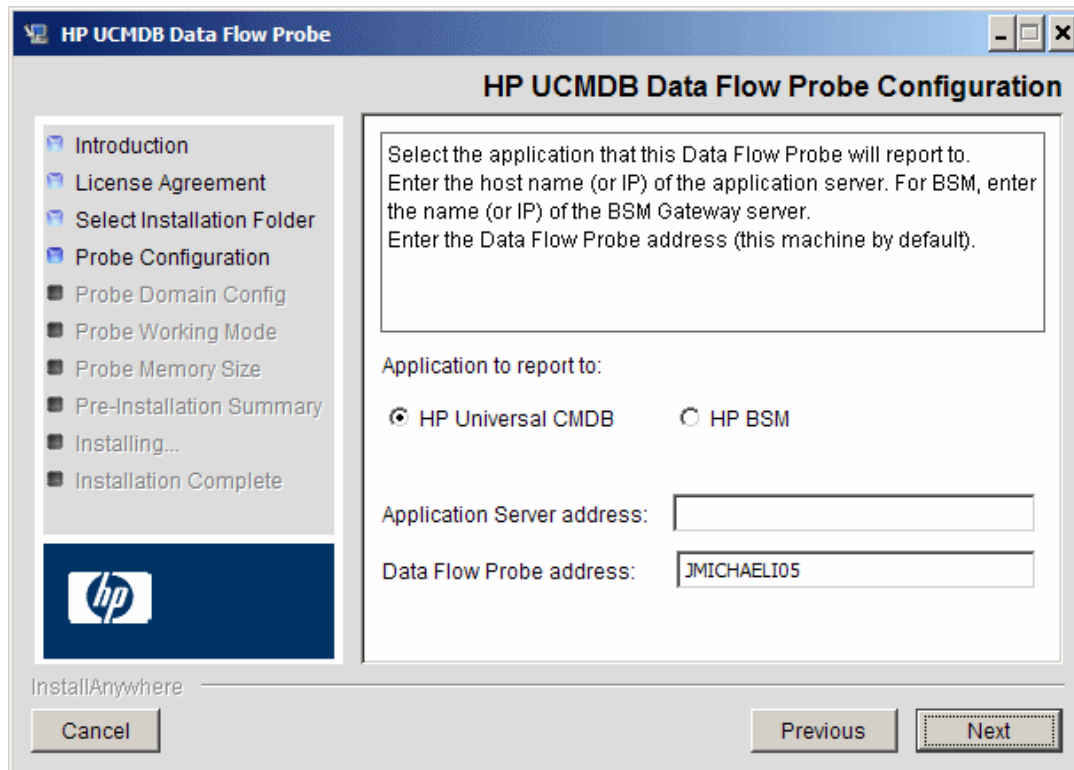 HP UCMDB Data Flow Probe
HP UCMDB Data Flow Probe Configuration
Introduction
License Agreement
Select Installation Folder
Probe Configuration
Probe Domain Config
Probe Working Mode
Probe Memory Size
Pre-Installation Summary
Installing...
Installation Complete
hp
Select the application that this Data Flow Probe will report to.
Enter the host name (or IP) of the application server. For BSM, enter
the name (or IP) of the BSM Gateway server.
Enter the Data Flow Probe address (this machine by default).
Application to report to:
HP Universal CMDB HP BSM
Application Server address:
Data Flow Probe address: JMICHAELI05
InstallAnywhere
Cancel Previous Next